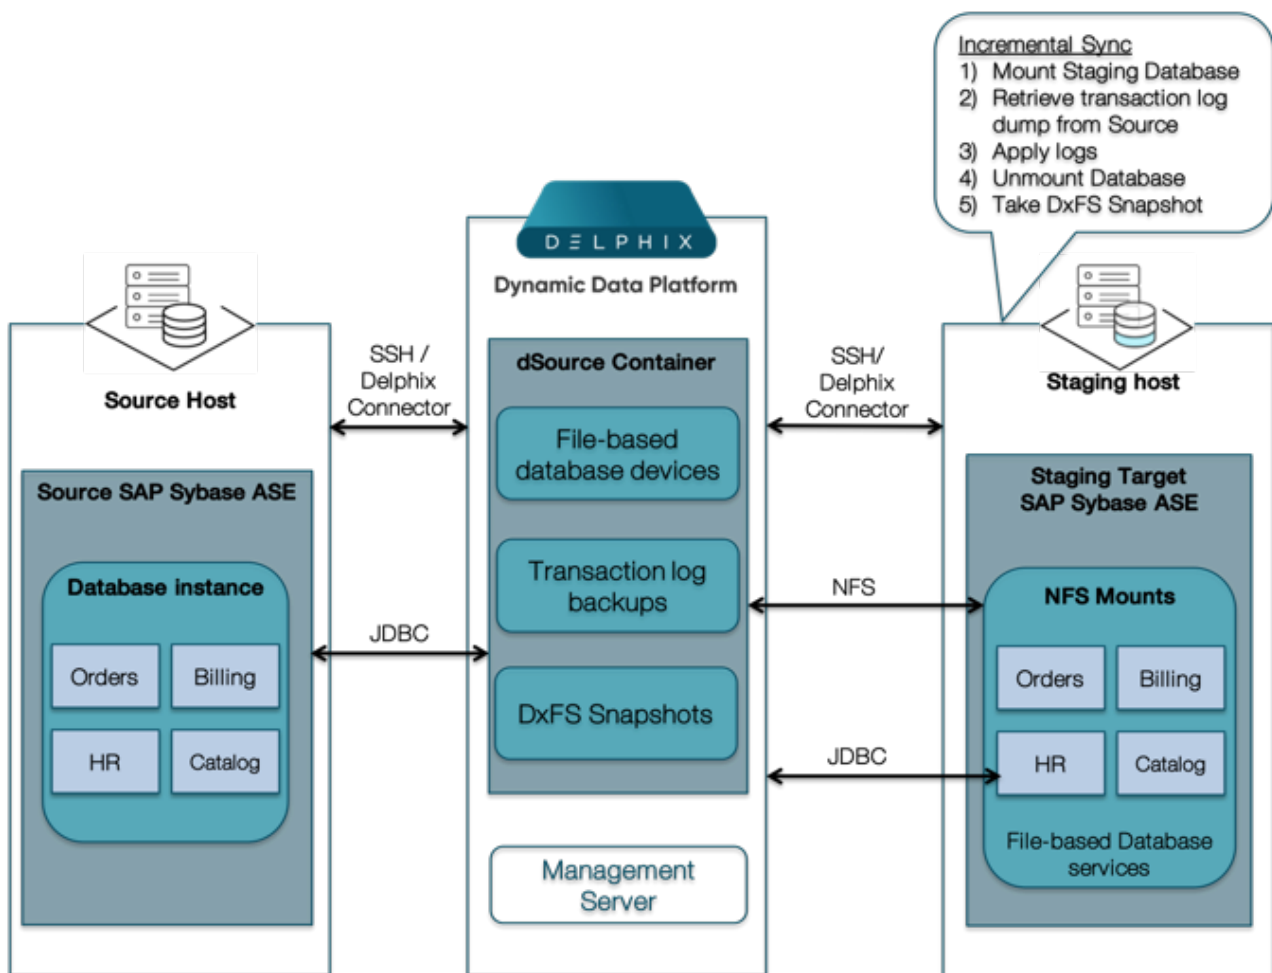 Incremental Sync
1) Mount Staging Database
2) Retrieve transaction log
dump from Source
3) Apply logs
4) Unmount Database
5) Take DxFS Snapshot
DELPHIX
Dynamic Data Platform
Source Host
SSH /
Delphix
Connector
dSource Container
SSH/
Delphix
Connector
Staging host
File-based
database devices
Source SAP Sybase ASE
Staging Target
SAP Sybase ASE
Database instance
Transaction log
backups
NFS
NFS Mounts
JDBC
Orders
Billing
DxFS Snapshots
Orders
Billing
HR
Catalog
JDBC
HR
Catalog
File-based Database
services
Management
Server